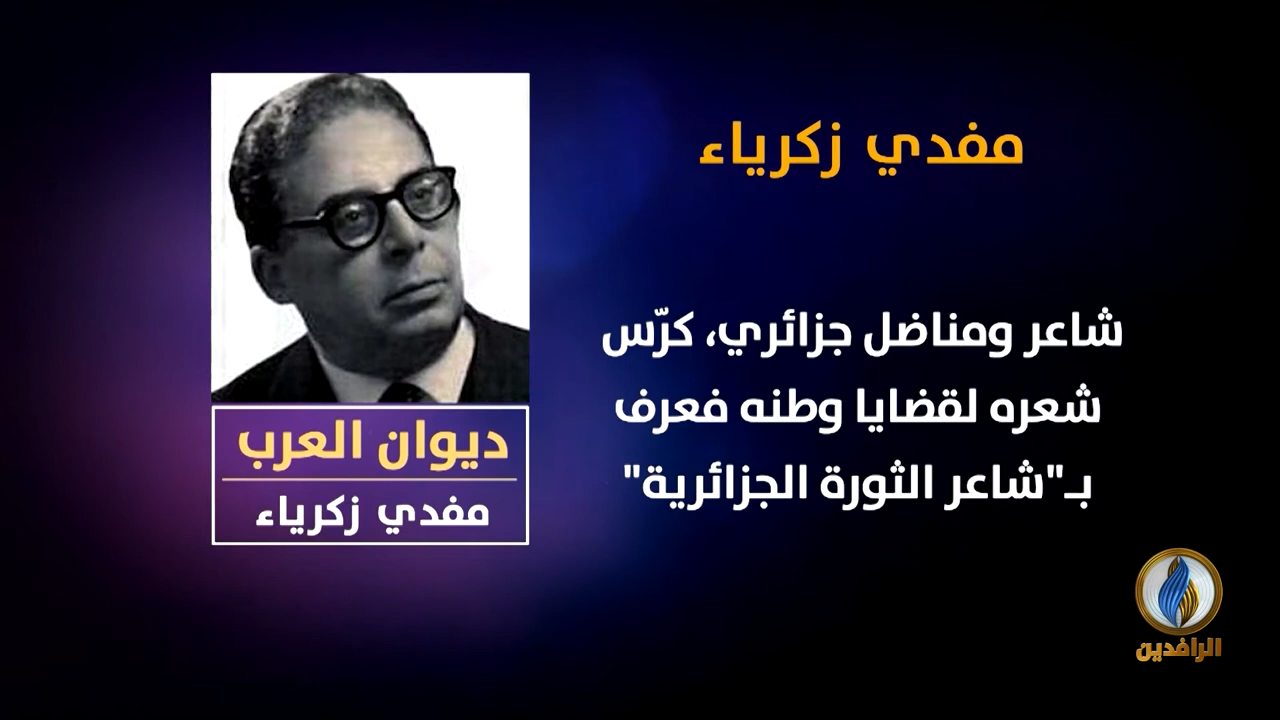 مفدي زكرياء
شاعر ومناضل جزائري، كرّس
شعره لقضايا وطنه فعرف
بـ"شاعر الثورة الجزائرية"
ديوان العرب
مفدي زكرياء
الرافدين